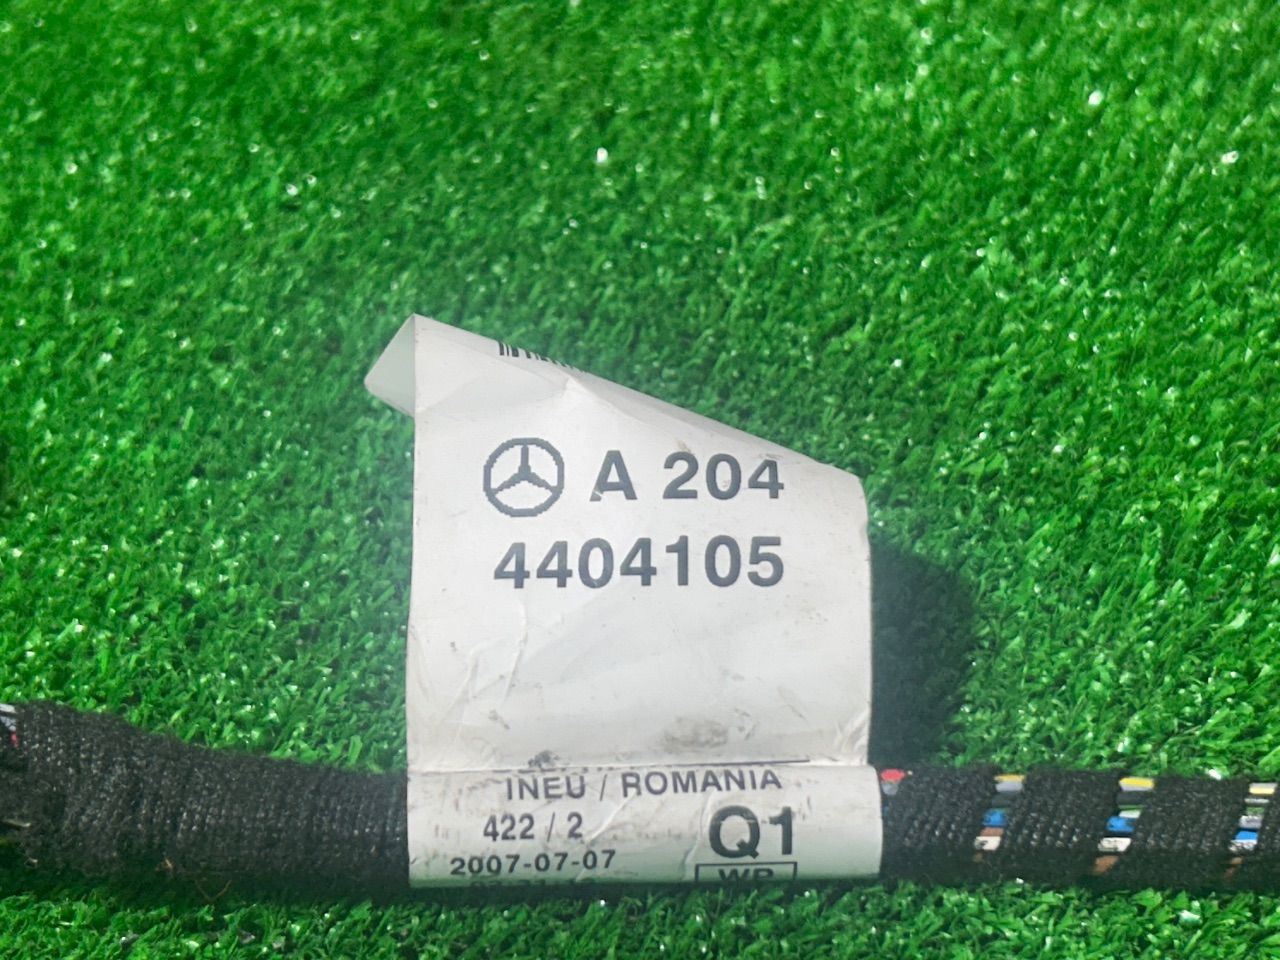 A 204
4404105
INEU / ROMANIA
422 / 2
Q1
2007-07-07